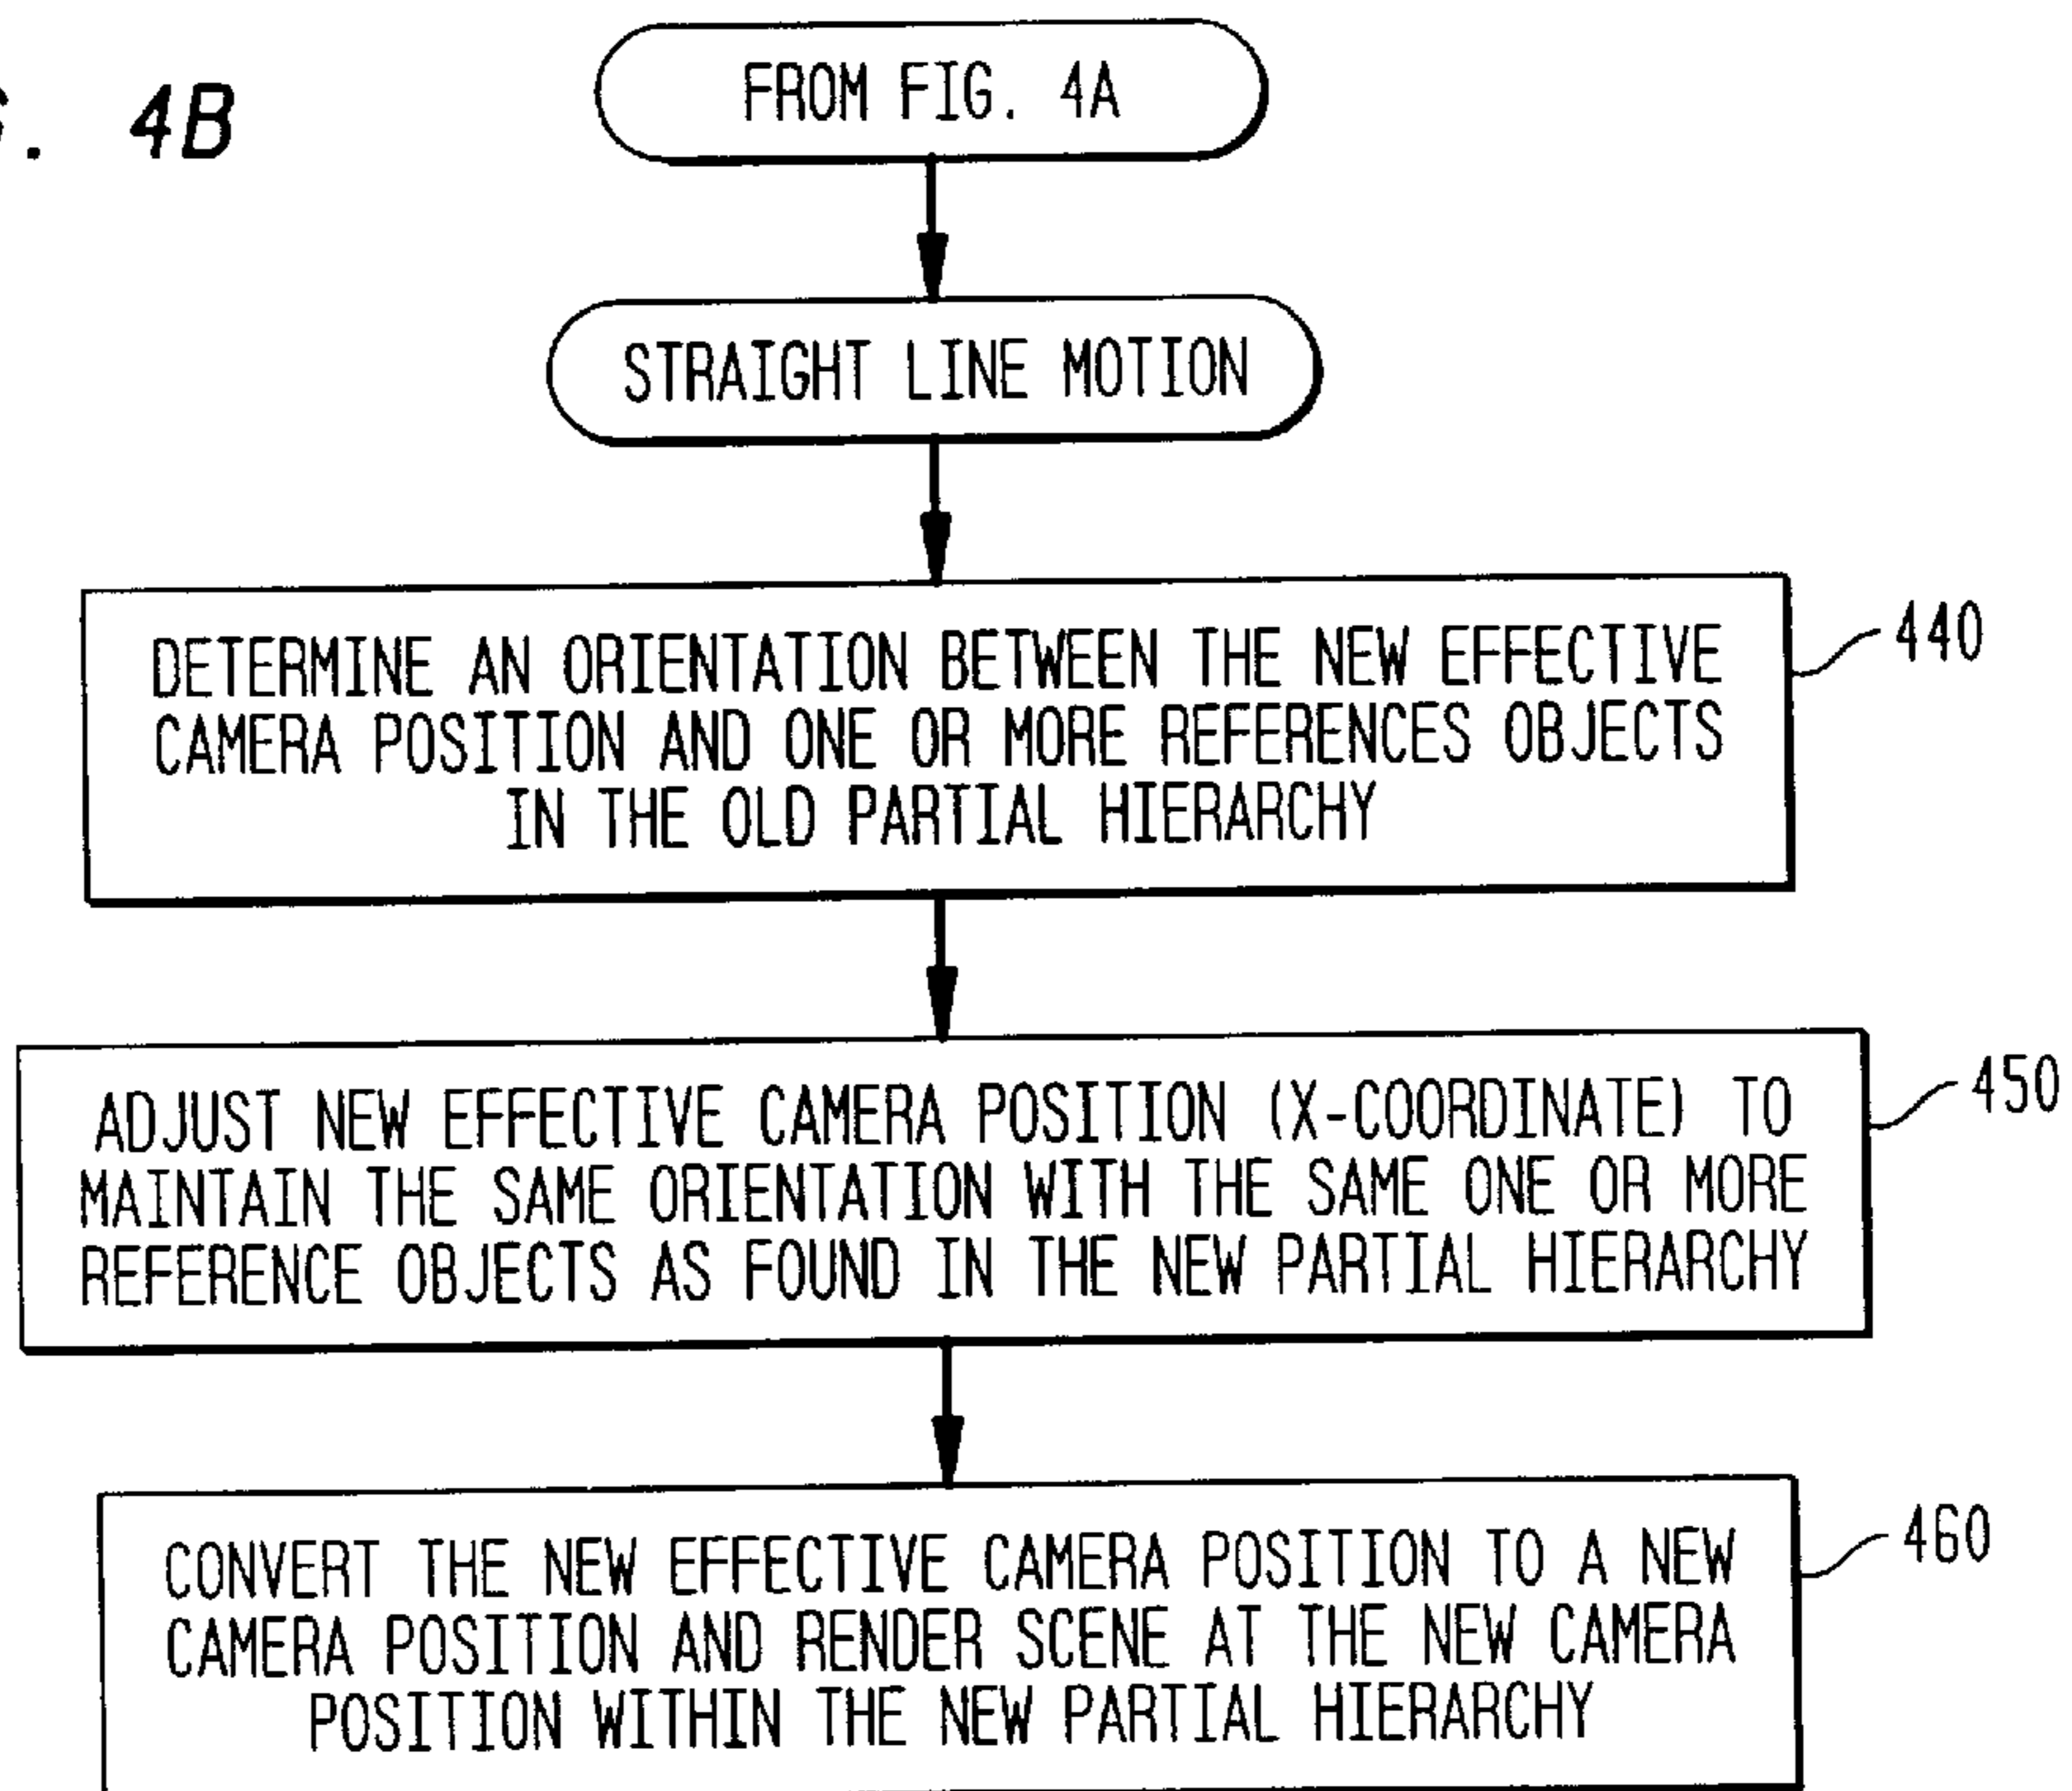 . 4B
FROM FIG. 4A
STRAIGHT LINE MOTION
DETERMINE AN ORIENTATION BETWEEN THE NEW EFFECTIVE
CAMERA POSITION AND ONE OR MORE REFERENCES OBJECTS
IN THE OLD PARTIAL HIERARCHY
440
ADJUST NEW EFFECTIVE CAMERA POSITION (X-COORDINATE) TO
MAINTAIN THE SAME ORIENTATION WITH THE SAME ONE OR MORE
REFERENCE OBJECTS AS FOUND IN THE NEW PARTIAL HIERARCHY
450
CONVERT THE NEW EFFECTIVE CAMERA POSITION TO A NEW
CAMERA POSITION AND RENDER SCENE AT THE NEW CAMERA
POSITION WITHIN THE NEW PARTIAL HIERARCHY
460